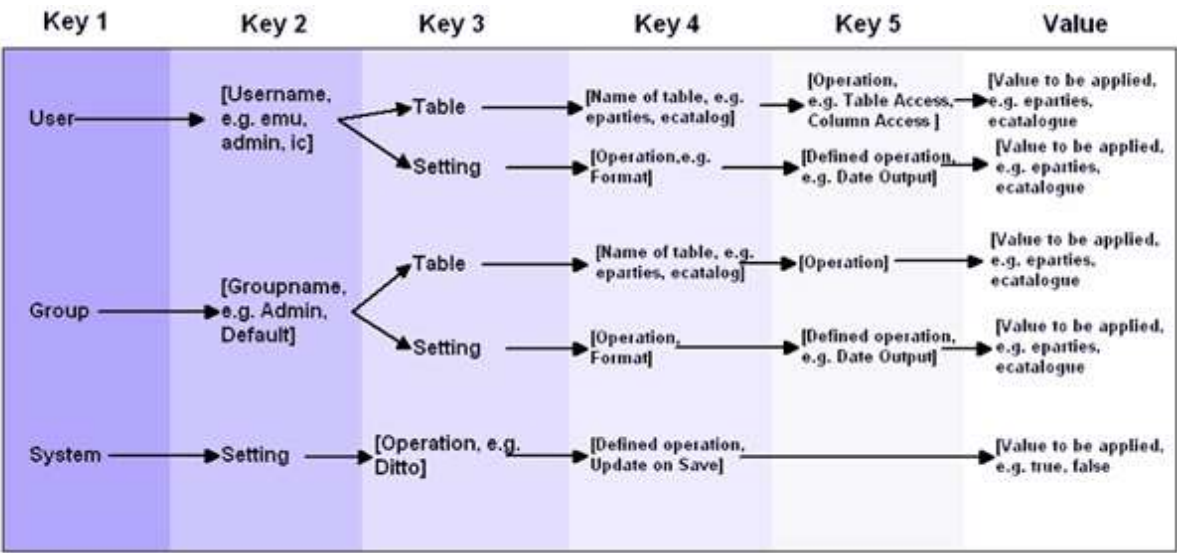 Key 1 Key 2 Key 3 Key 4 Key 5 Value
User
[Username,
e.g. emu,
admin, ic]
Table
[Name of table, e.g.
eparties, ecatalog]
[Operation,
e.g. Table Access,
Column Access ]
[Value to be applied,
e.g. eparties,
ecatalogue
Setting
[Operation,e.g.
Format]
[Defined operation,
e.g. Date Output]
[Value to be applied,
e.g. eparties,
ecatalogue
Group
[Groupname,
e.g. Admin,
Default]
Table
[Name of table, e.g.
eparties, ecatalog]
[Operation]
[Value to be applied,
e.g. eparties,
ecatalogue
Setting
[Operation,
Format]
[Defined operation,
e.g. Date Output]
[Value to be applied,
e.g. eparties,
ecatalogue
System
Setting
[Operation, e.g.
Ditto]
[Defined operation,
Update on Save]
[Value to be applied,
e.g. true, false